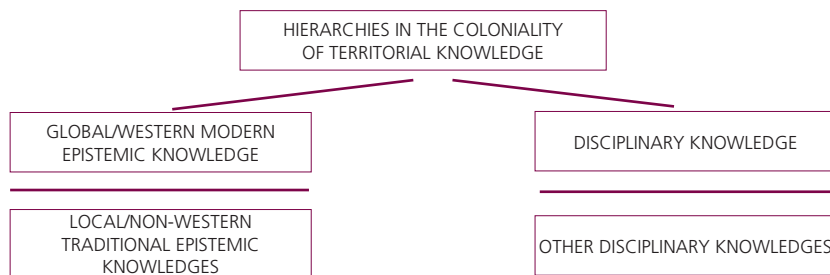 HIERARCHIES IN THE COLONIALITY
OF TERRITORIAL KNOWLEDGE
GLOBAL/WESTERN MODERN
EPISTEMIC KNOWLEDGE
LOCAL/NON-WESTERN
TRADITIONAL EPISTEMIC
KNOWLEDGES
DISCIPLINARY KNOWLEDGE
OTHER DISCIPLINARY KNOWLEDGES